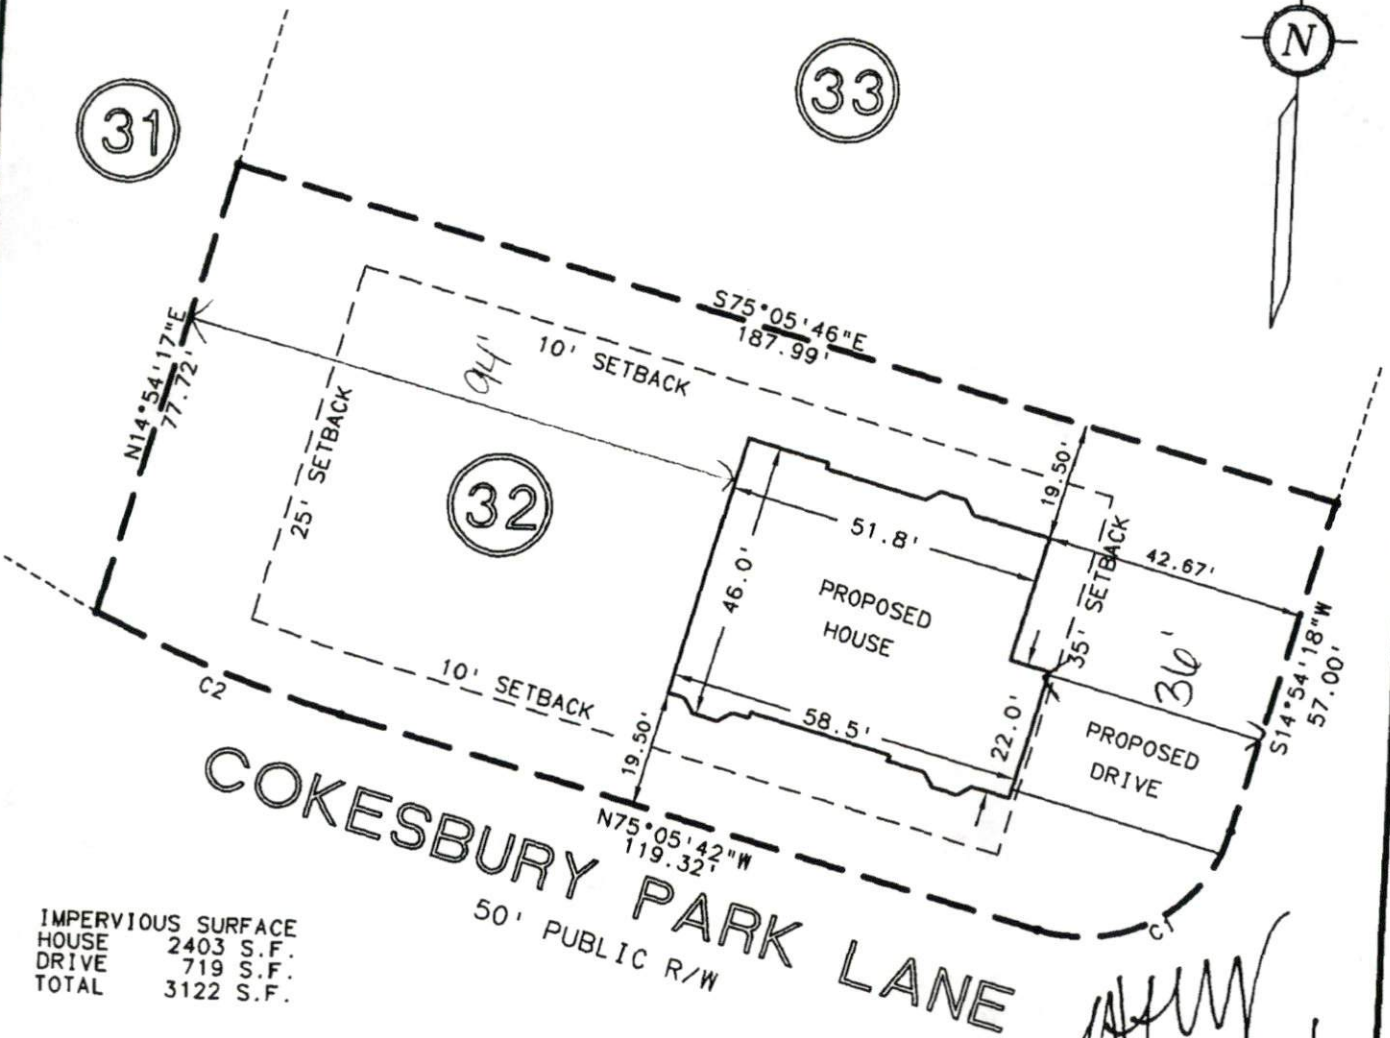 N
31
33
S75°05'46"E
187.99'
N14°54'17"E
77.72'
94'
10' SETBACK
25' SETBACK
32
19.50'
51.8'
46.0'
PROPOSED
HOUSE
35' SETBACK
42.67'
S14°54'18"W
57.00'
36'
10' SETBACK
58.5'
22.0'
PROPOSED
DRIVE
C2
19.50'
N75°05'42"W
119.32'
C1
COKESBURY PARK LANE
50' PUBLIC R/W
IMPERVIOUS SURFACE
HOUSE 2403 S.F.
DRIVE 719 S.F.
TOTAL 3122 S.F.